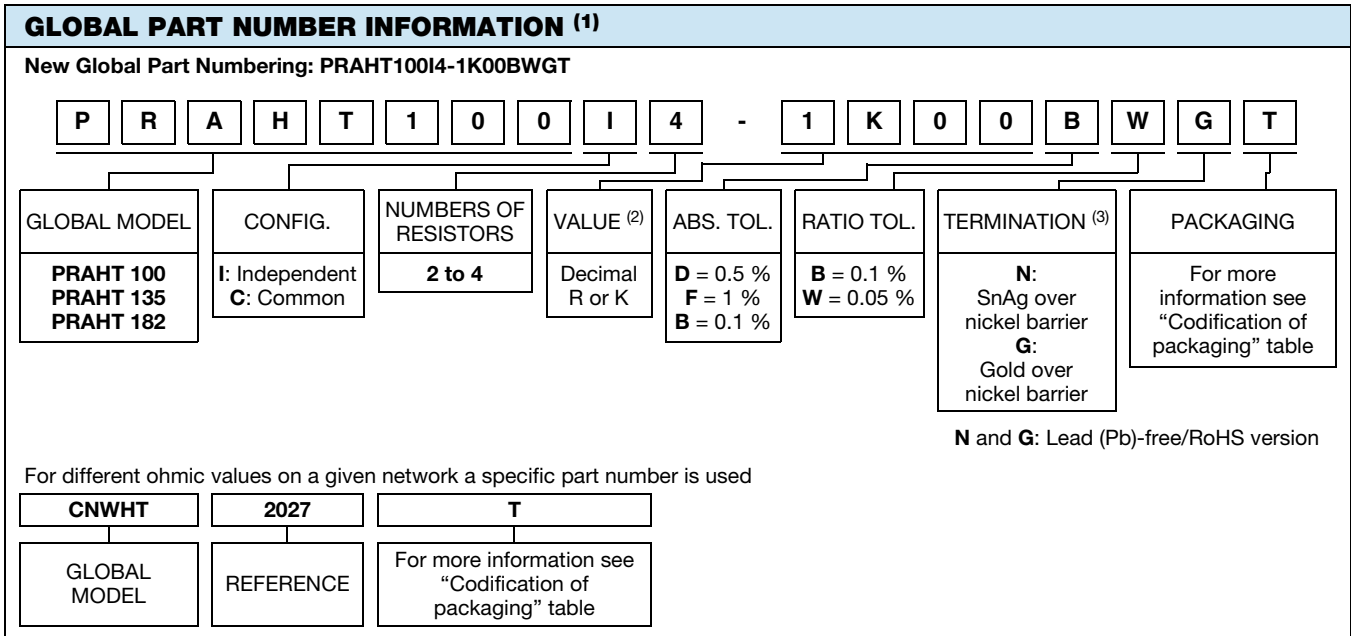 GLOBAL PART NUMBER INFORMATION (1)
New Global Part Numbering: PRAHT100I4-1K00BWGT
P R A H T 1 0 0 I 4 - 1 K 0 0 B W G T
GLOBAL MODEL
PRAHT 100
PRAHT 135
PRAHT 182
CONFIG.
I: Independent
C: Common
NUMBERS OF
RESISTORS
2 to 4
VALUE (2)
Decimal
R or K
ABS. TOL.
D = 0.5 %
F = 1 %
B = 0.1 %
RATIO TOL.
B = 0.1 %
W = 0.05 %
TERMINATION (3)
N:
SnAg over
nickel barrier
G:
Gold over
nickel barrier
PACKAGING
For more
information see
“Codification of
packaging” table
N and G: Lead (Pb)-free/RoHS version
For different ohmic values on a given network a specific part number is used
CNWHT 2027 T
GLOBAL
MODEL
REFERENCE
For more information see
“Codification of
packaging” table